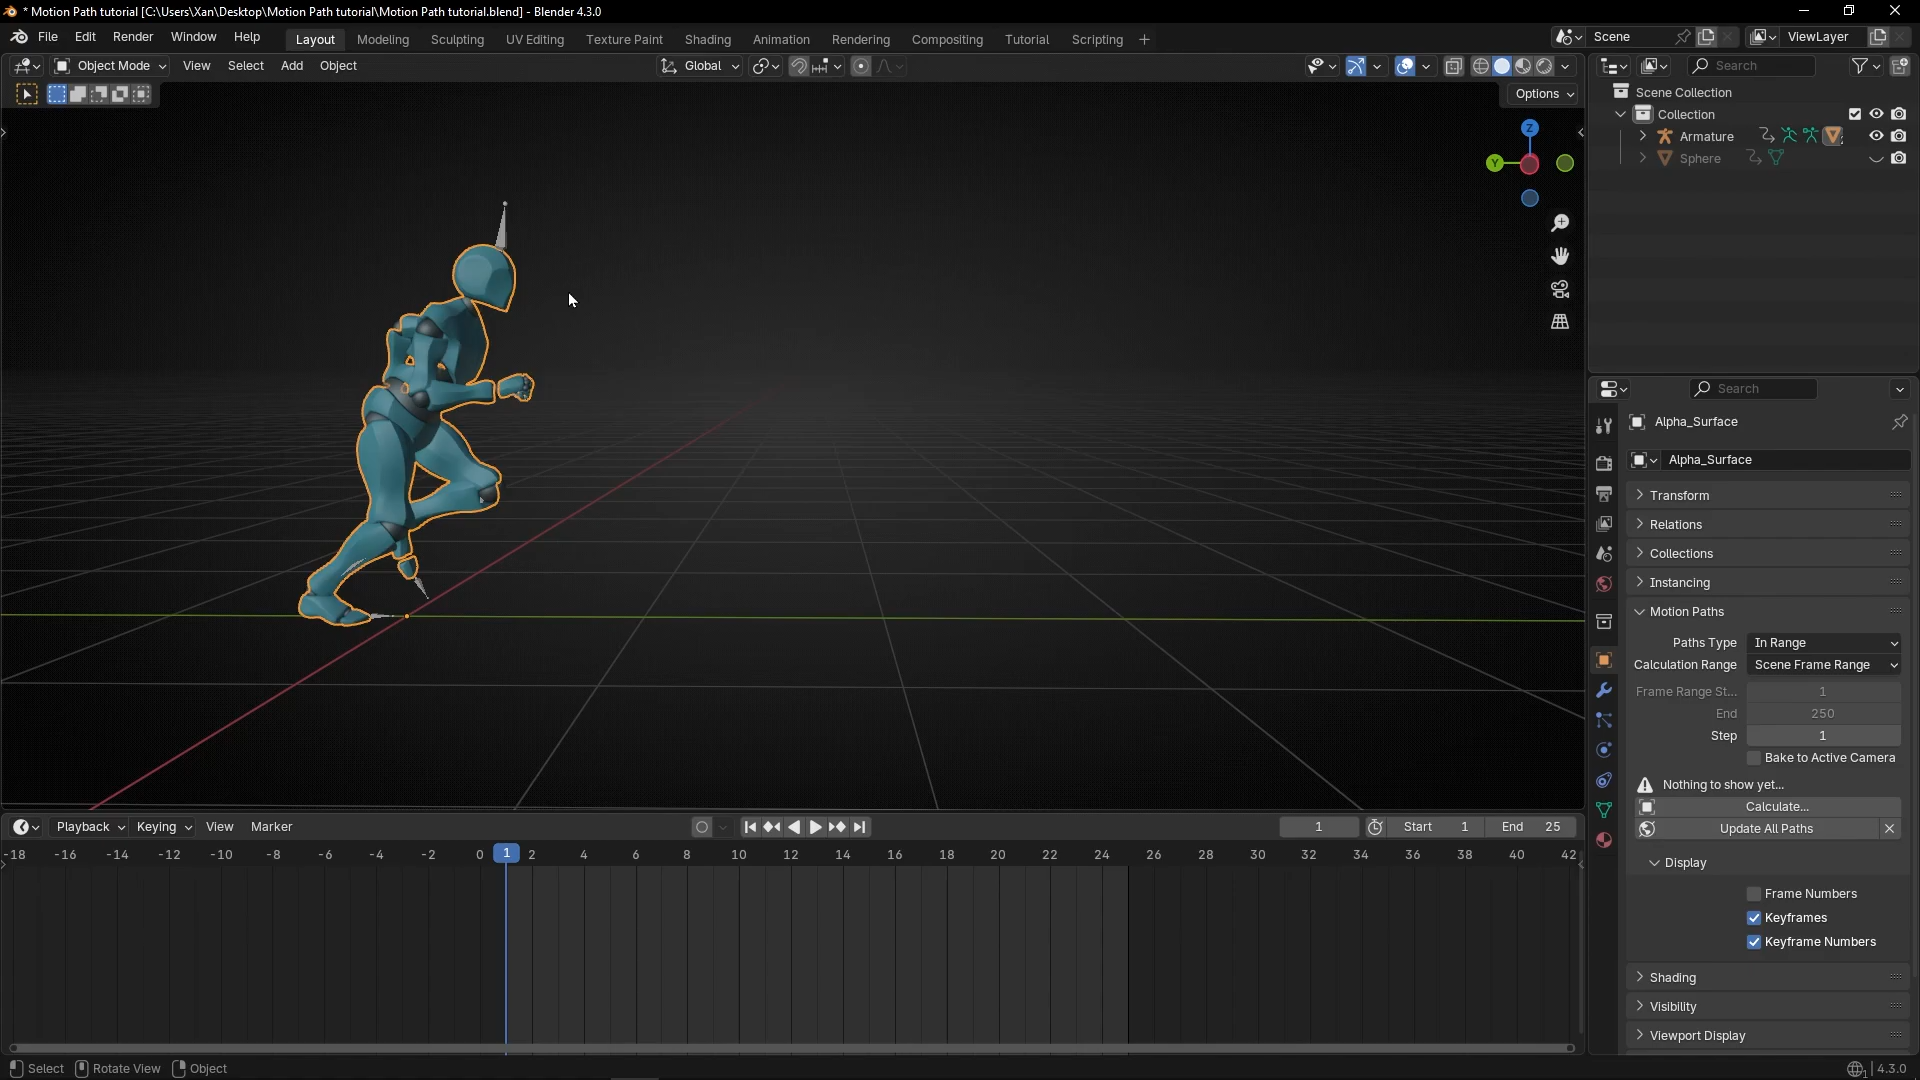 * Motion Path tutorial [C:\Users\Xan\Desktop\Motion Path tutorial\Motion Path tutorial.blend] - Blender 4.3.0
File Edit Render Window Help Layout Modeling Sculpting UV Editing Texture Paint Shading Animation Rendering Compositing Tutorial Scripting + Scene ViewLayer
Object Mode View Select Add Object Global Search
Options
Scene Collection
Collection
Armature
Sphere
Z
Y
Search
Alpha_Surface
Alpha_Surface
Transform
Relations
Collections
Instancing
Motion Paths
Paths Type In Range
Calculation Range Scene Frame Range
Frame Range St... 1
End 250
Step 1
Bake to Active Camera
Nothing to show yet...
Calculate...
Update All Paths
Display
Frame Numbers
Keyframes
Keyframe Numbers
Shading
Visibility
Viewport Display
Playback Keying View Marker 1 Start 1 End 25
-18 -16 -14 -12 -10 -8 -6 -4 -2 0 1 2 4 6 8 10 12 14 16 18 20 22 24 26 28 30 32 34 36 38 40 42
Select Rotate View Object 4.3.0